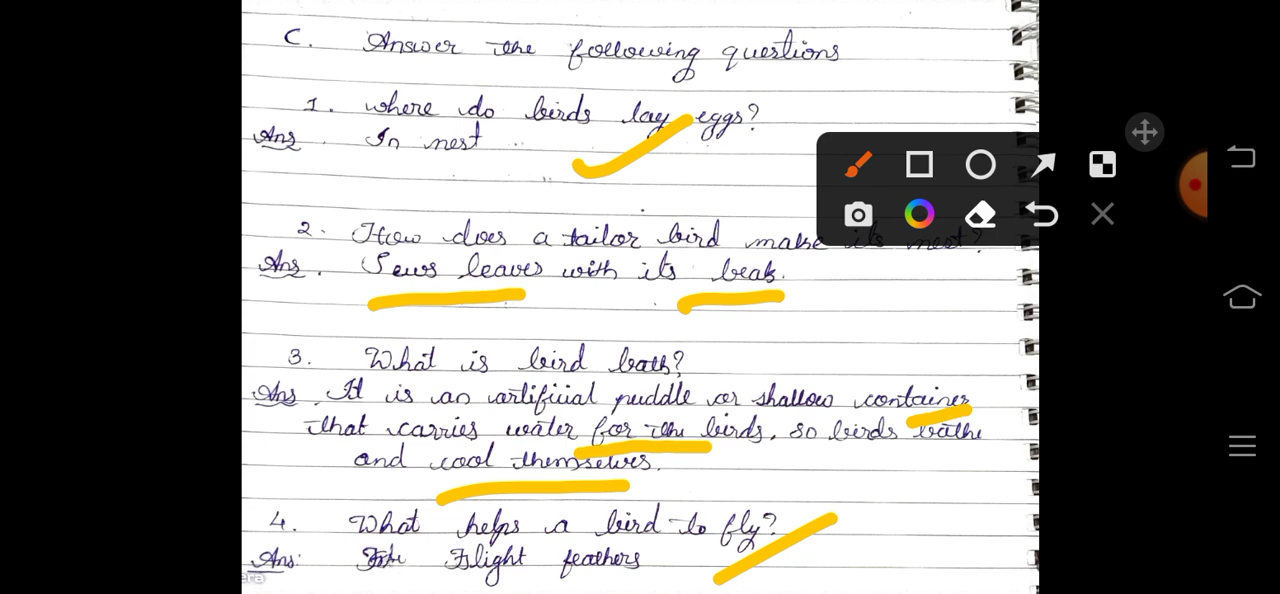 C. Answer the following questions
1. where do birds lay eggs?
Ans. In nest
2. How does a tailor bird make its nest?
Ans. Sews leaves with its beak.
3. What is bird bath?
Ans. It is an artificial puddle or shallow container
that carries water for the birds, so birds bathe
and cool themselves.
4. What helps a bird to fly?
Ans: Flight feathers
era